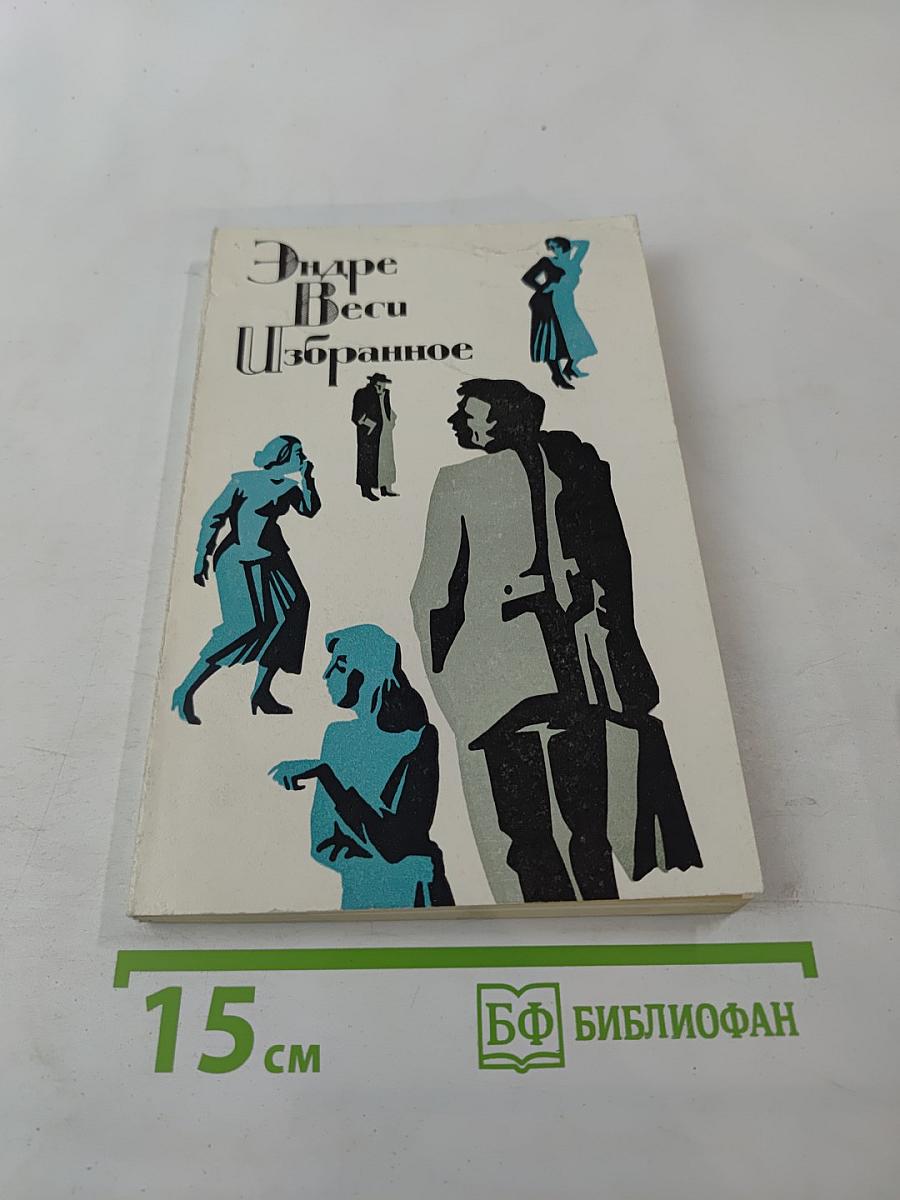 Эндре
Веси
Избранное
15 см
БФ БИБЛИОФАН